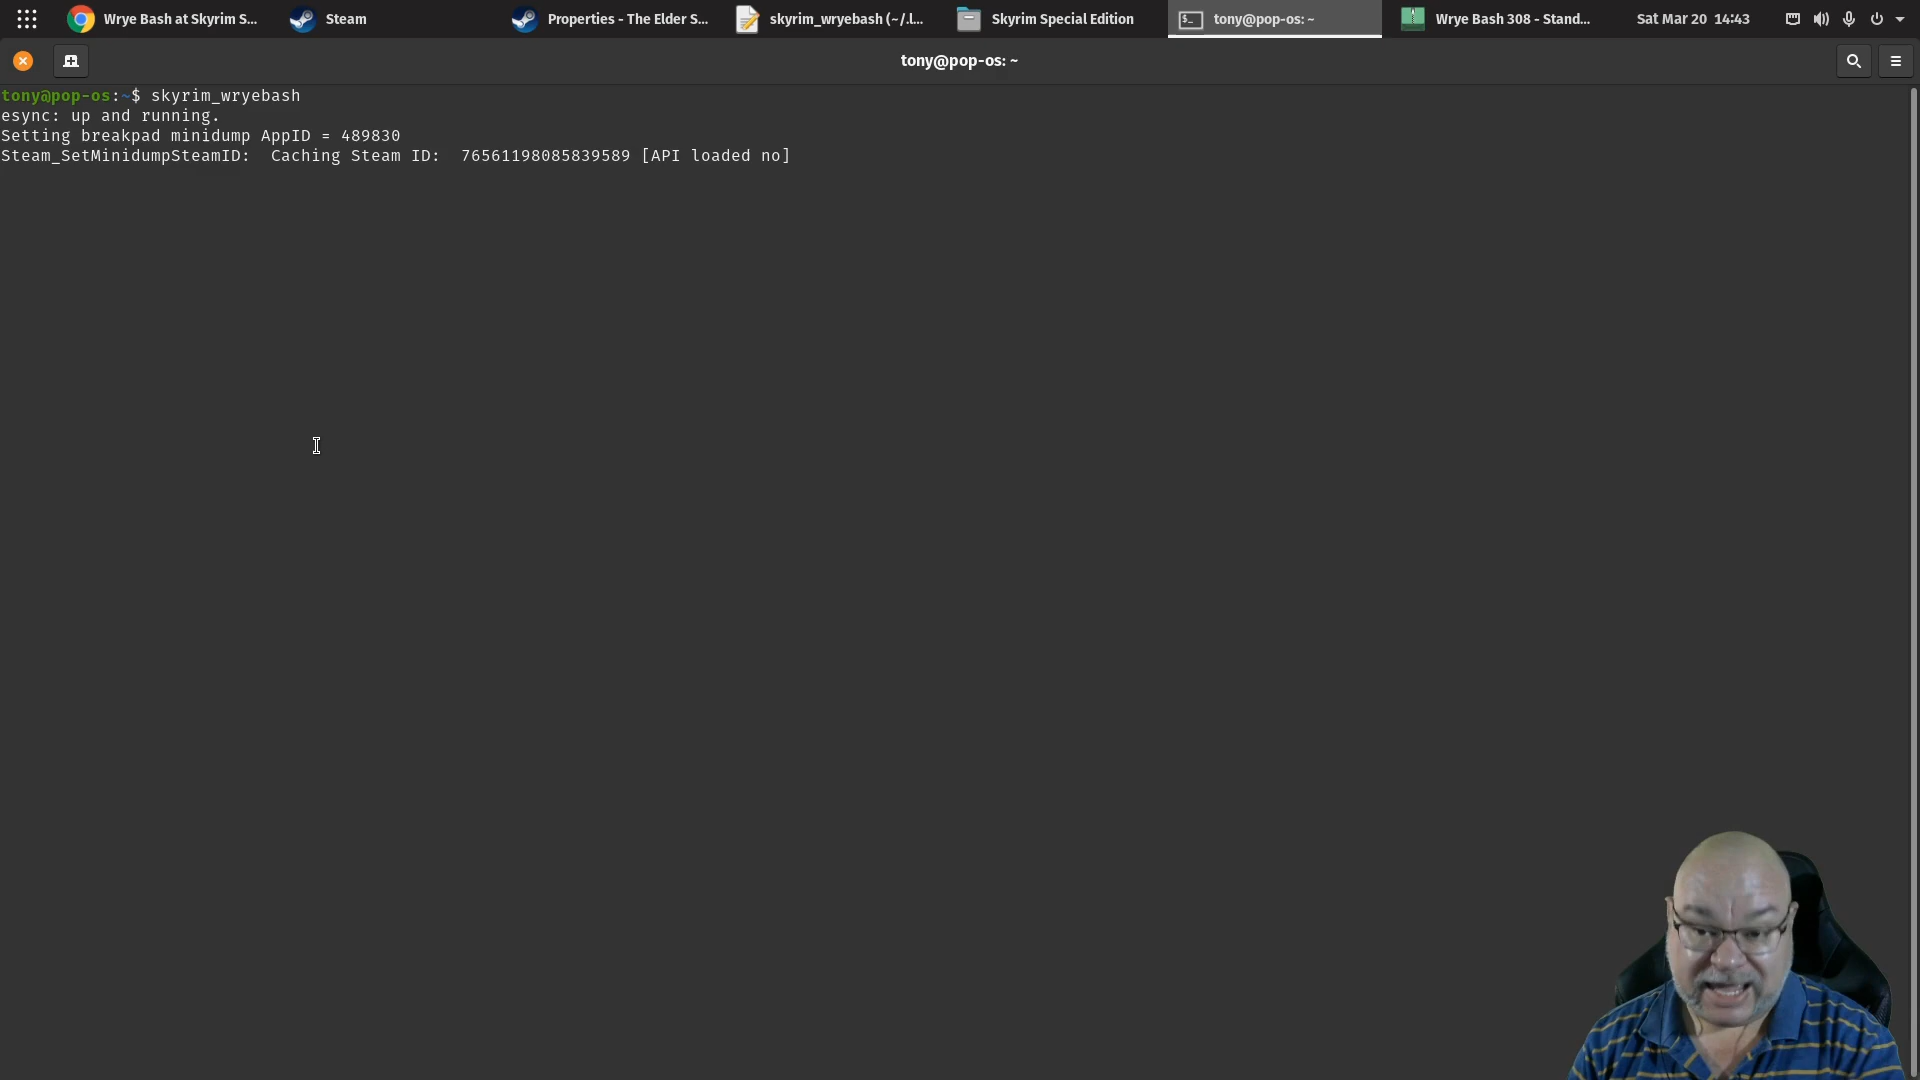 Wrye Bash at Skyrim S...
Steam
Properties - The Elder S...
skyrim_wryebash (~/.l...
Skyrim Special Edition
tony@pop-os: ~
Wrye Bash 308 - Stand...
Sat Mar 20 14:43
tony@pop-os: ~
tony@pop-os:~$ skyrim_wryebash
esync: up and running.
Setting breakpad minidump AppID = 489830
Steam_SetMinidumpSteamID:  Caching Steam ID:  76561198085839589 [API loaded no]